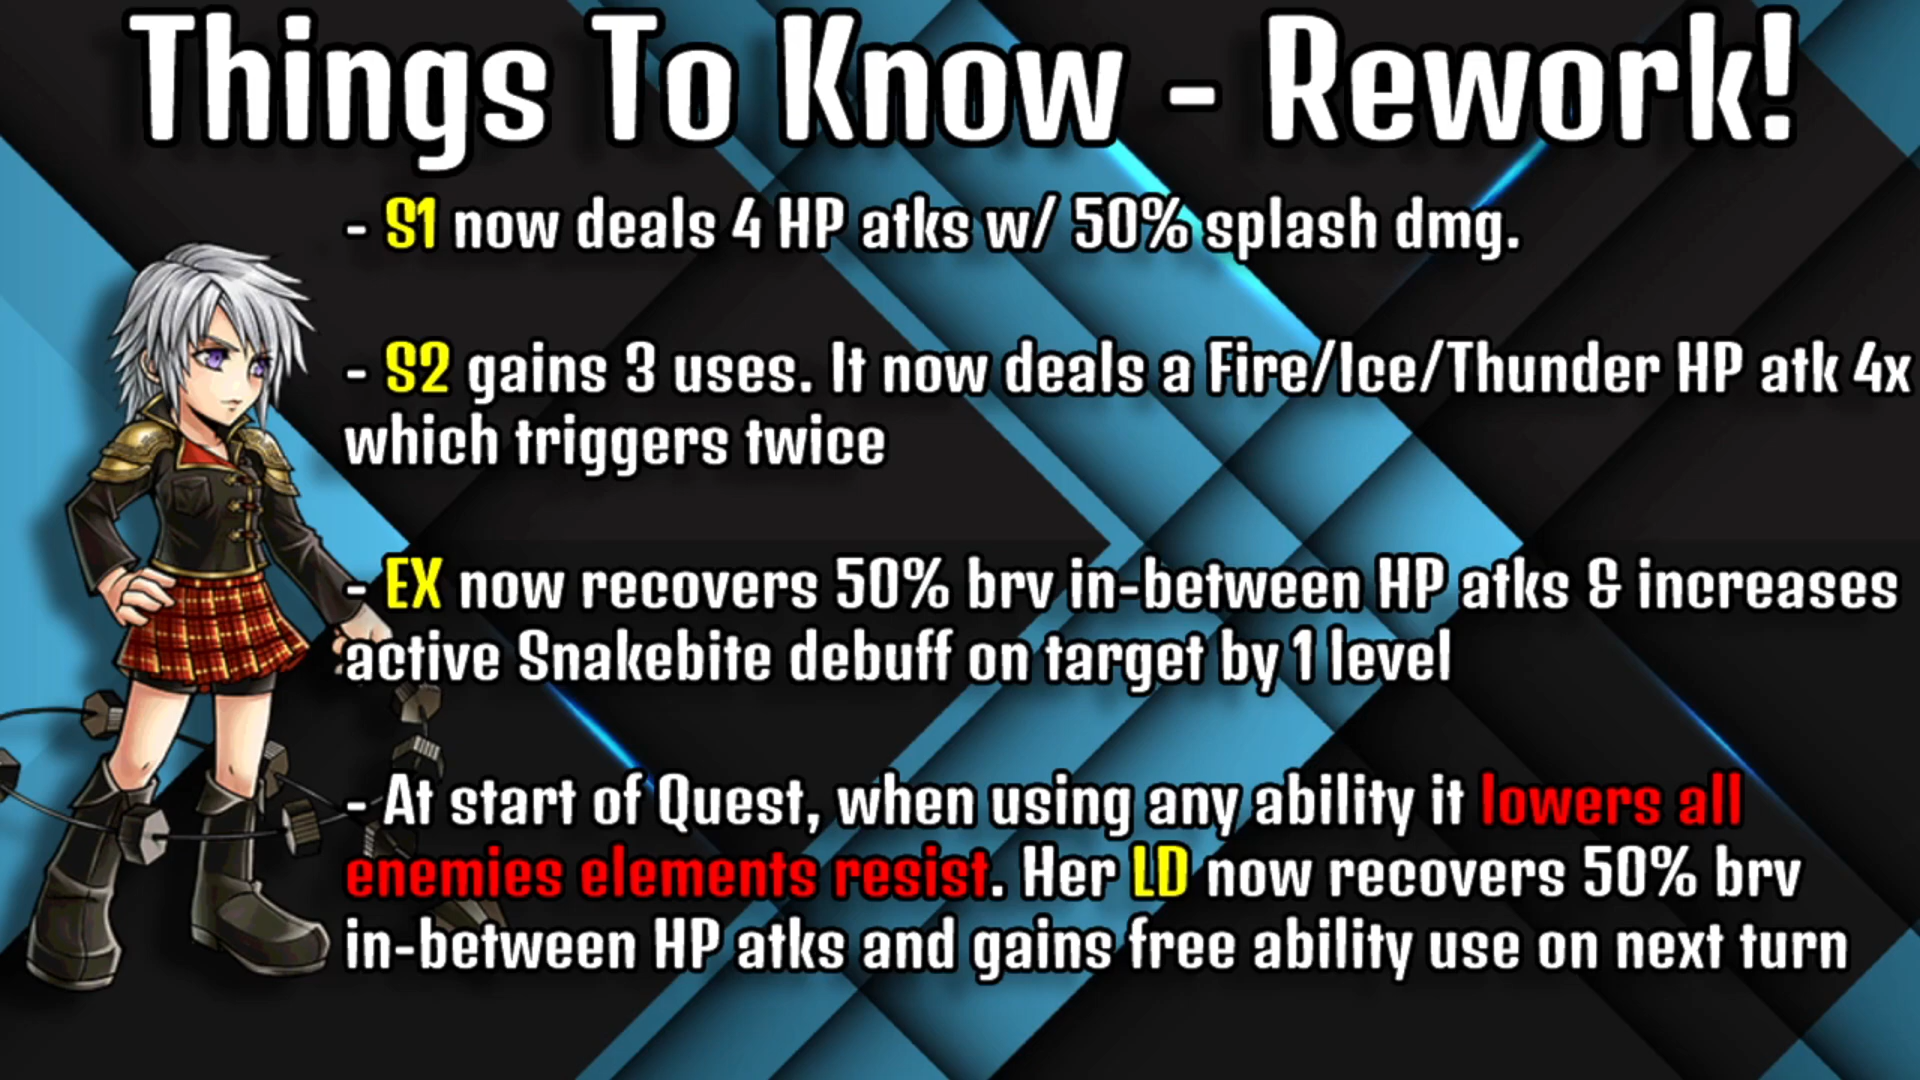 Things To Know - Rework!
- S1 now deals 4 HP atks w/ 50% splash dmg.
- S2 gains 3 uses. It now deals a Fire/Ice/Thunder HP atk 4x
which triggers twice
- EX now recovers 50% brv in-between HP atks & increases
active Snakebite debuff on target by 1 level
- At start of Quest, when using any ability it lowers all
enemies elements resist. Her LD now recovers 50% brv
in-between HP atks and gains free ability use on next turn